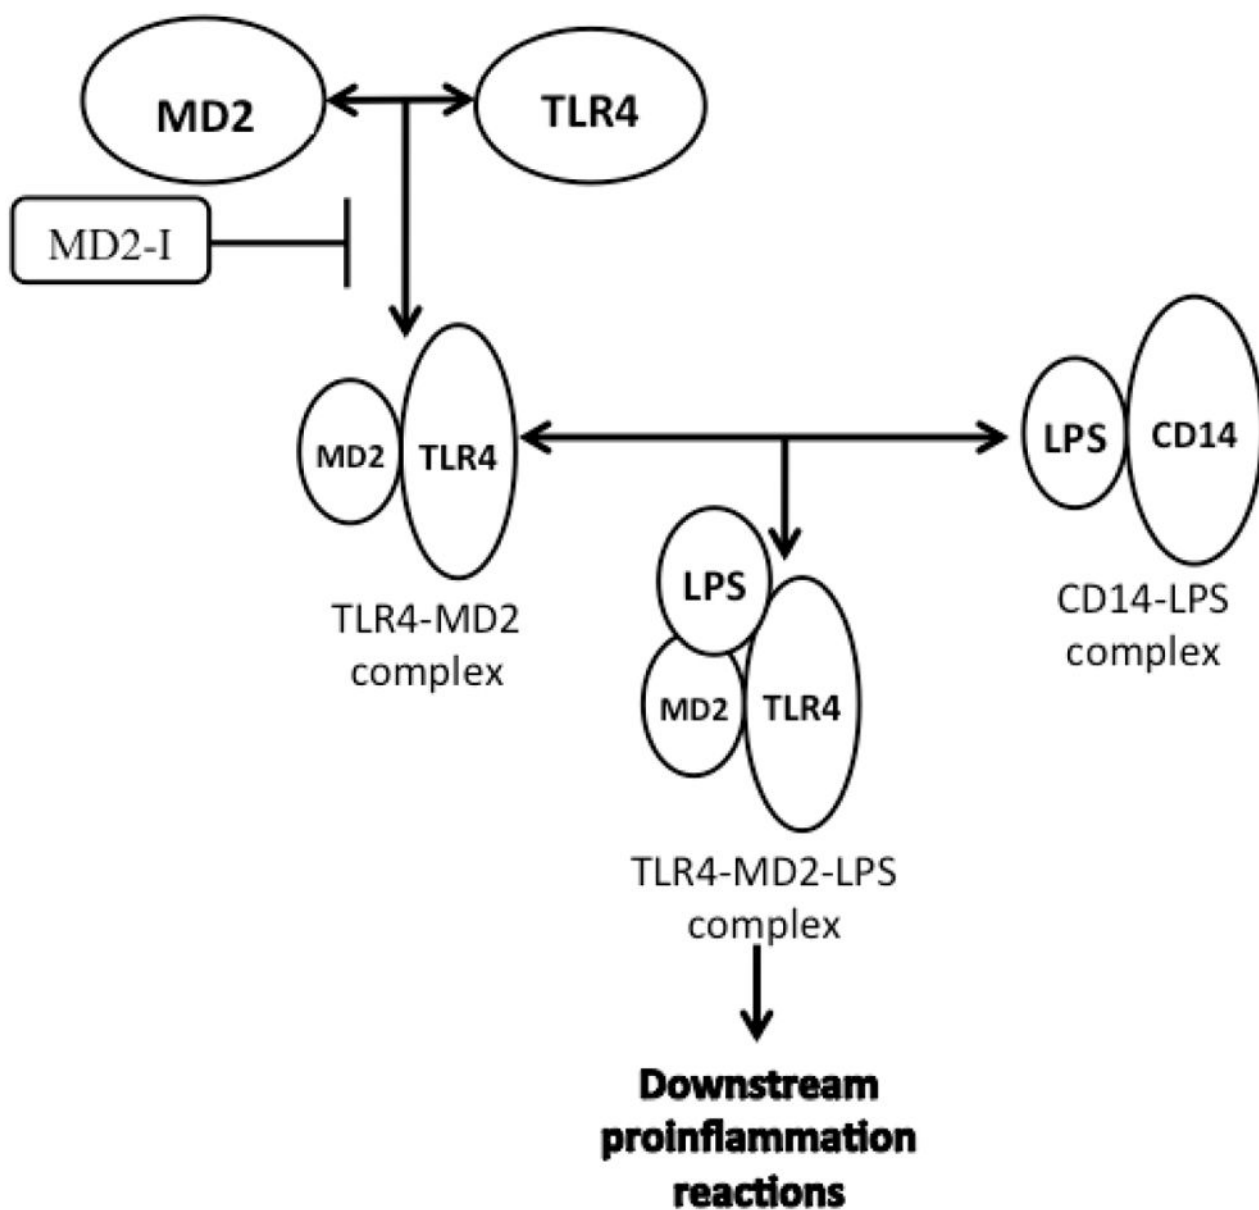 MD2
TLR4
MD2-I
MD2
TLR4
LPS
CD14
TLR4-MD2
complex
CD14-LPS
complex
LPS
MD2
TLR4
TLR4-MD2-LPS
complex
Downstream
proinflammation
reactions